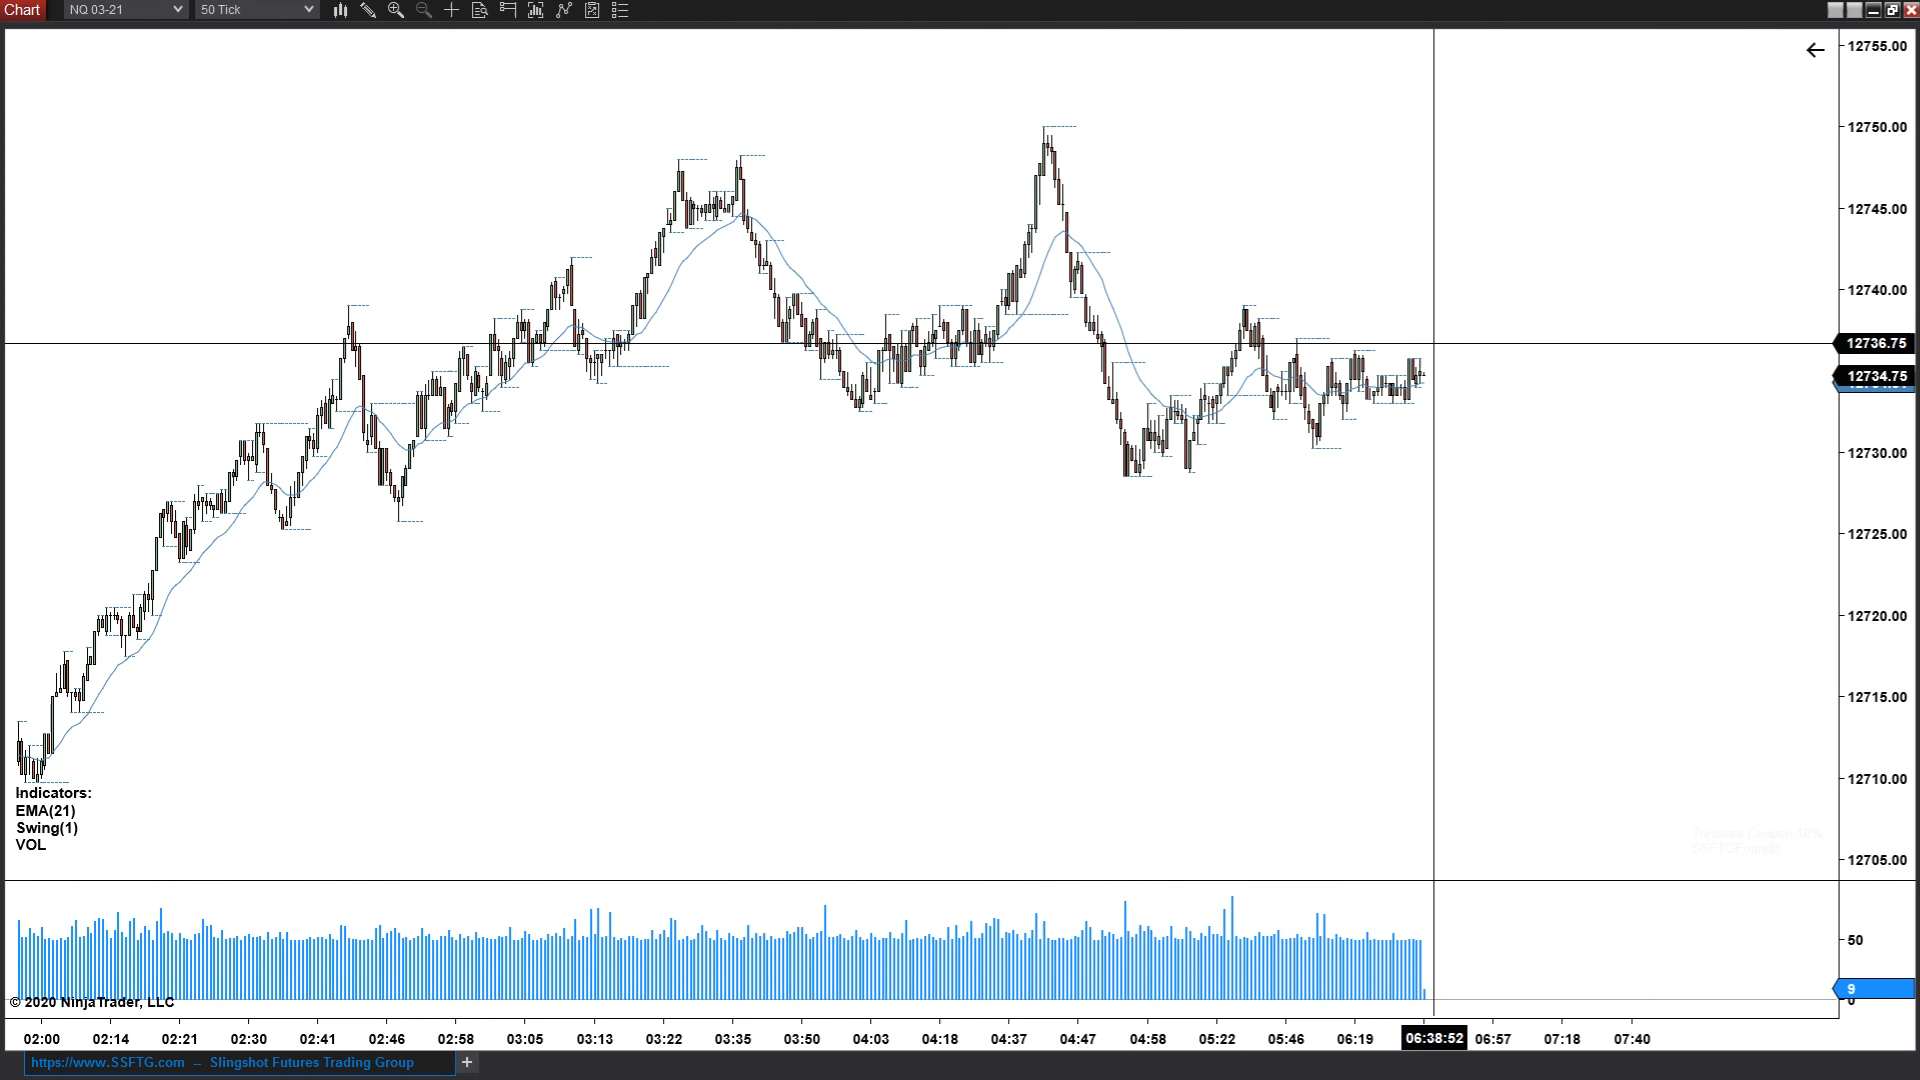 Chart NQ 03-21 50 Tick
12755.00
12750.00
12745.00
12740.00
12736.75
12734.75
12730.00
12725.00
12720.00
12715.00
12710.00
Indicators:
EMA(21)
Swing(1)
VOL
12705.00
50
9
0
© 2020 NinjaTrader, LLC
02:00 02:14 02:21 02:30 02:41 02:46 02:58 03:05 03:13 03:22 03:35 03:50 04:03 04:18 04:37 04:47 04:58 05:22 05:46 06:19 06:38:52 06:57 07:18 07:40
https://www.SSFTG.com -- Slingshot Futures Trading Group +